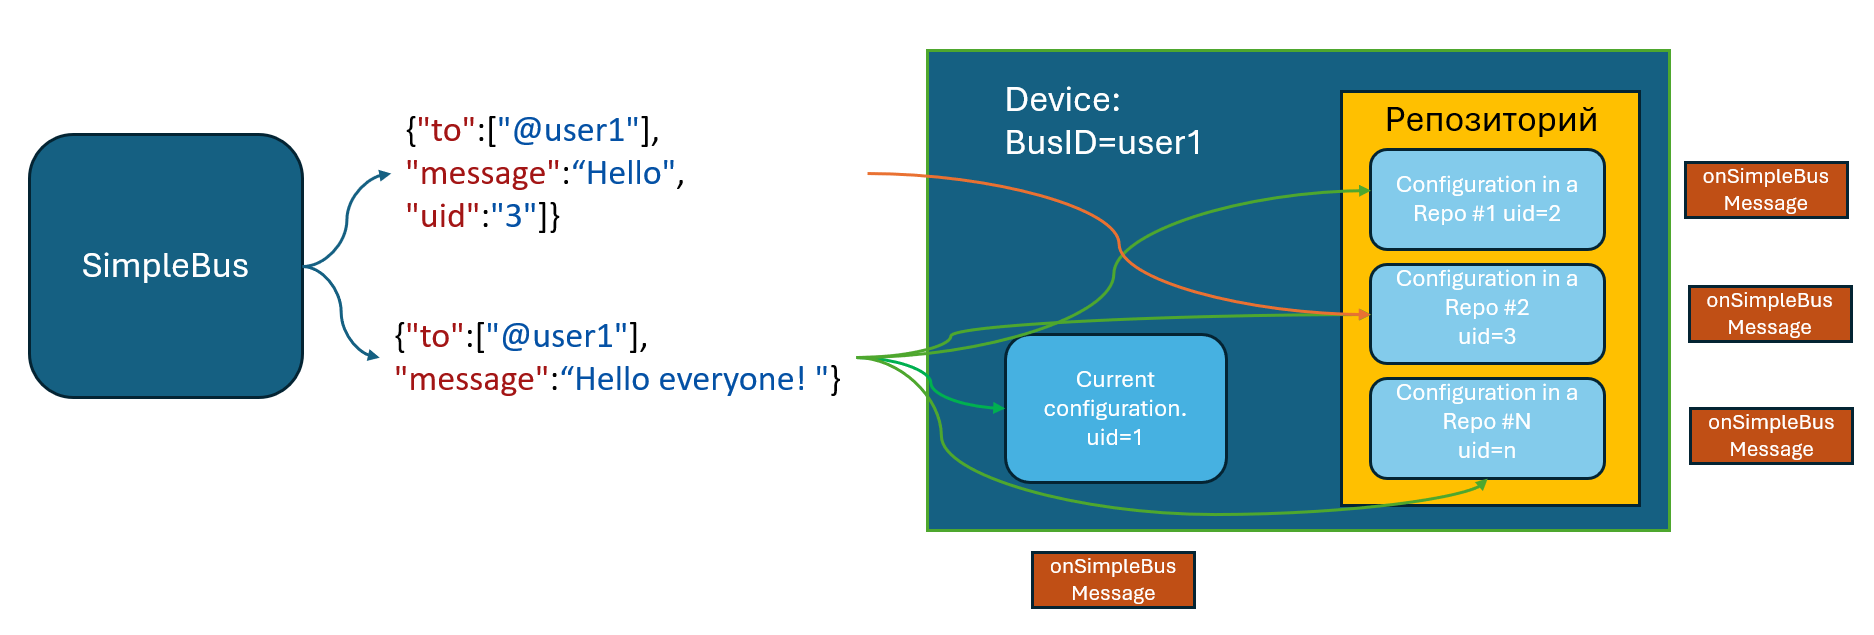 SimpleBus
{"to":["@user1"],
"message":“Hello",
"uid":"3"]}
{"to":["@user1"],
"message":“Hello everyone! "}
Device:
BusID=user1
Current
configuration.
uid=1
Репозиторий
Configuration in a
Repo #1 uid=2
Configuration in a
Repo #2
uid=3
Configuration in a
Repo #N
uid=n
onSimpleBus
Message
onSimpleBus
Message
onSimpleBus
Message
onSimpleBus
Message